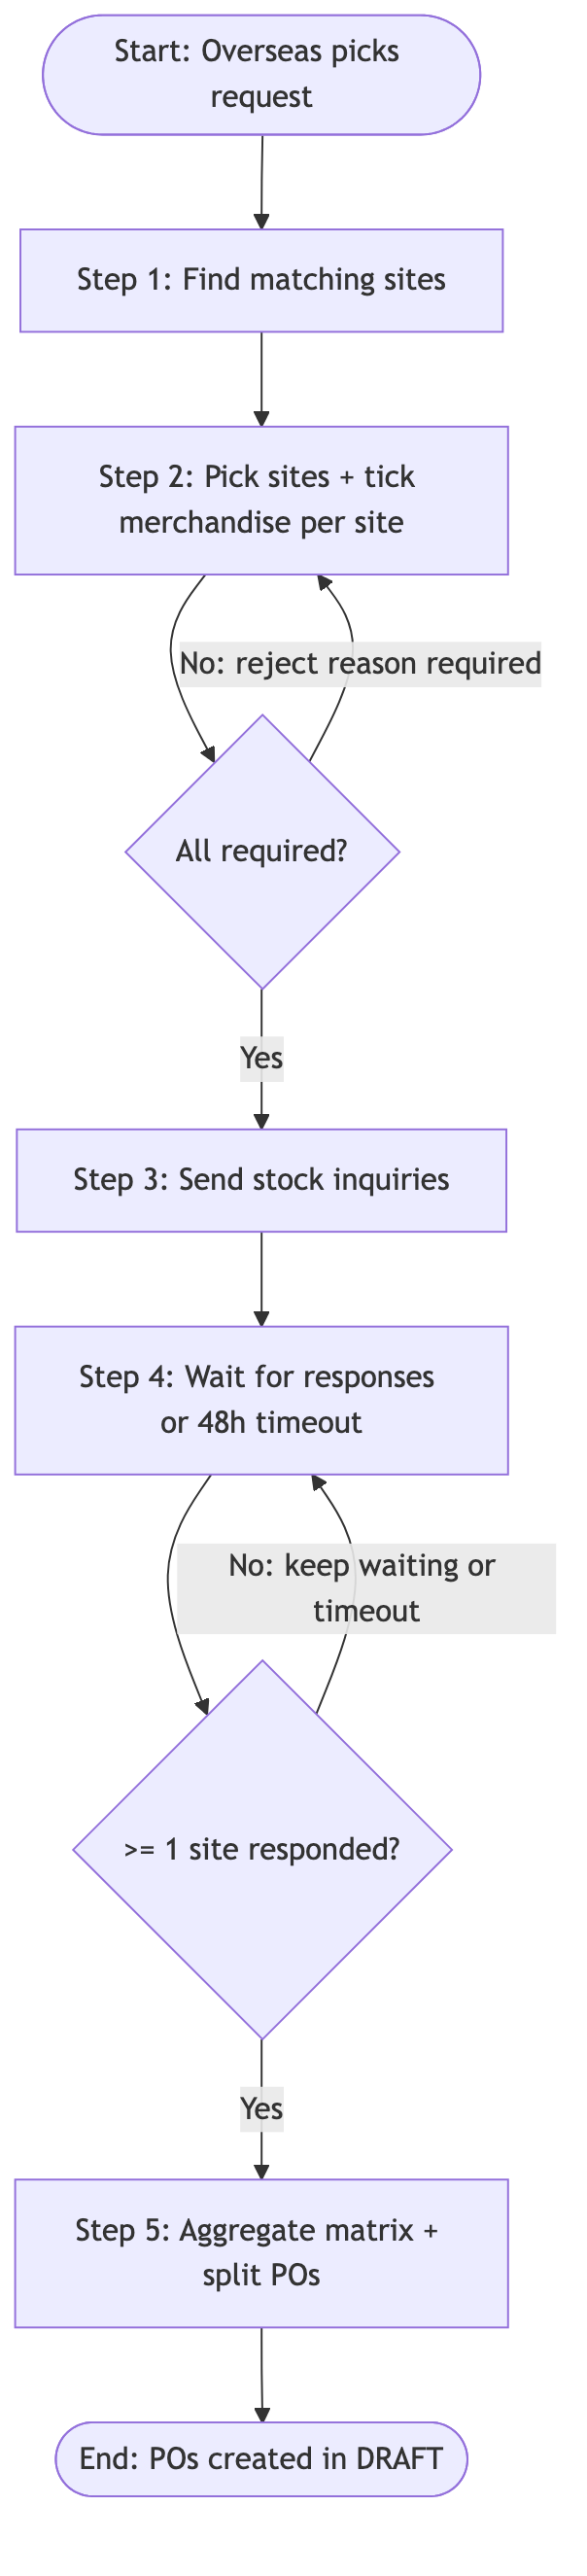 Start: Overseas picks
request
Step 1: Find matching sites
Step 2: Pick sites + tick
merchandise per site
No: reject reason required
All required?
Yes
Step 3: Send stock inquiries
Step 4: Wait for responses
or 48h timeout
No: keep waiting or
timeout
>= 1 site responded?
Yes
Step 5: Aggregate matrix +
split POs
End: POs created in DRAFT